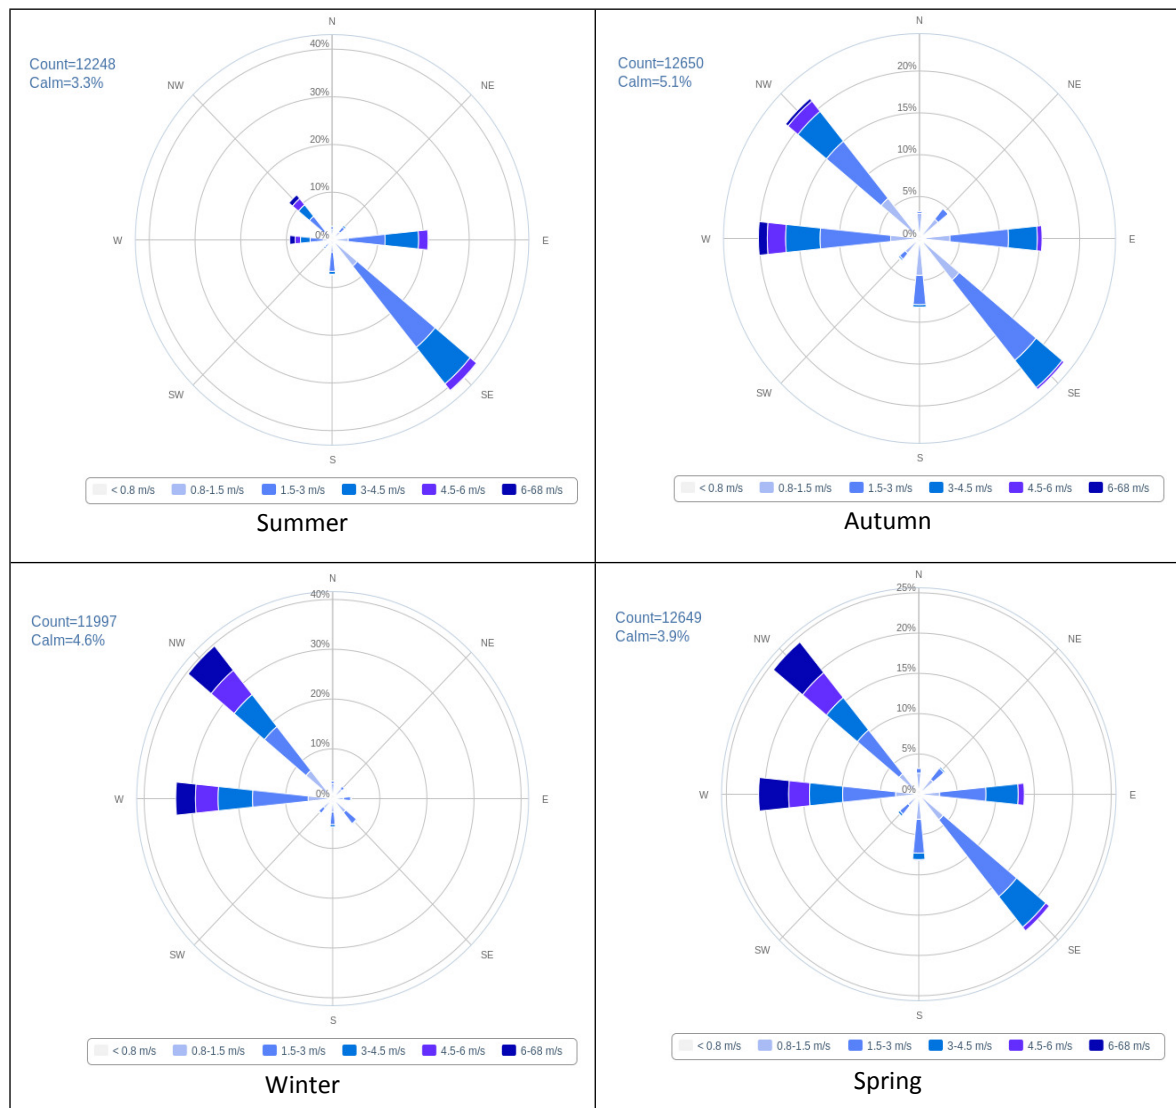 N
40%
Count=12248
Calm=3.3%
NW
NE
30%
20%
10%
0%
W
E
SW
SE
S
< 0.8 m/s 0.8-1.5 m/s 1.5-3 m/s 3-4.5 m/s 4.5-6 m/s 6-68 m/s
Summer
N
Count=12650
Calm=5.1%
20%
NW
NE
15%
10%
5%
0%
W
E
SW
SE
S
< 0.8 m/s 0.8-1.5 m/s 1.5-3 m/s 3-4.5 m/s 4.5-6 m/s 6-68 m/s
Autumn
N
40%
Count=11997
Calm=4.6%
NW
NE
30%
20%
10%
0%
W
E
SW
SE
S
< 0.8 m/s 0.8-1.5 m/s 1.5-3 m/s 3-4.5 m/s 4.5-6 m/s 6-68 m/s
Winter
N
25%
Count=12649
Calm=3.9%
NW
NE
20%
15%
10%
5%
0%
W
E
SW
SE
S
< 0.8 m/s 0.8-1.5 m/s 1.5-3 m/s 3-4.5 m/s 4.5-6 m/s 6-68 m/s
Spring